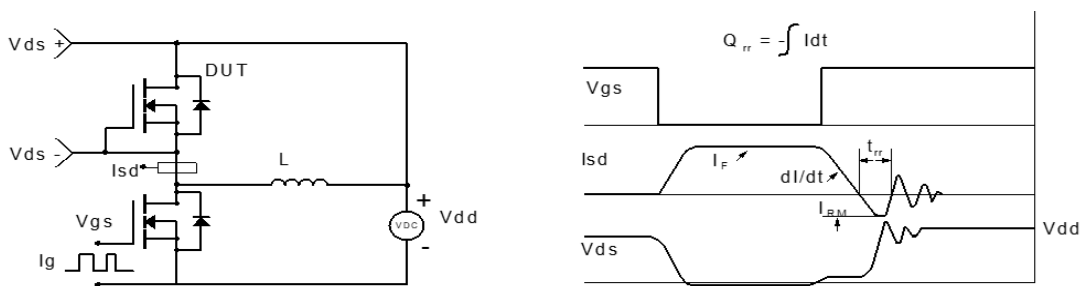 Vds +
DUT
Vds -
Isd
L
Vgs
+
VDC
-
Vdd
Ig
Q rr = - ∫ Idt
Vgs
Isd
I F
dI/dt
t rr
I RM
Vds
Vdd